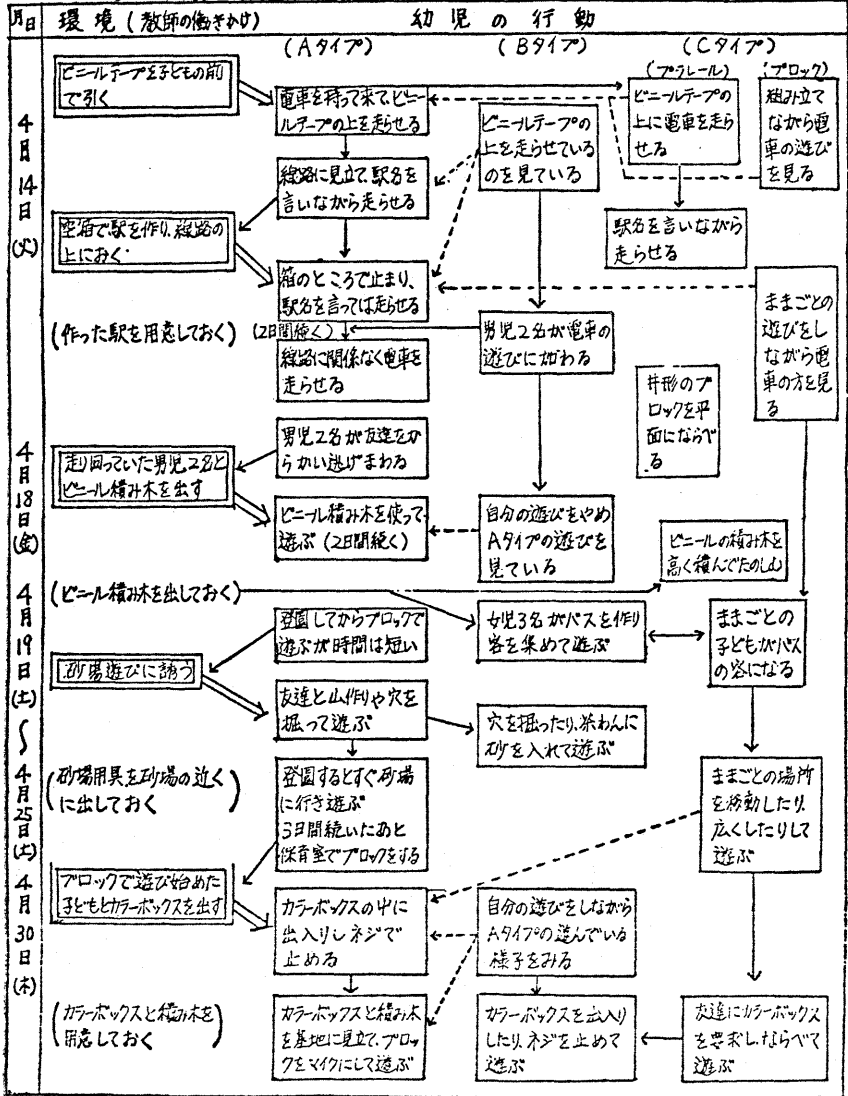 月日
環境(教師の働きかけ)
幼児の行動
(Aタイプ)
(Bタイプ)
(Cタイプ)
(プラレール)
(ブロック)
4月14日(火)
ビニールテープを子どもの前
で引く
電車を持って来て、ビニ
ールテープの上を走らせる
ビニールテープの
上を走らせている
のを見ている
ビニールテープの
上に電車を走ら
せる
組み立て
ながら電
車の遊び
を見る
線路に見立て、駅名を
言いながら走らせる
駅名を言いながら
走らせる
空箱で駅を作り、線路の
上におく
箱のところで止まり、
駅名を言っては走らせる
ままごとの
遊びをし
ながら電
車の方を見
る
(作った駅を用意しておく)
(2日間続く)
男児2名が電車の
遊びに加わる
線路に関係なく電車を
走らせる
井形のブ
ロックを平
面にならべ
る
4月18日(金)
男児2名が友達をか
らかい逃げまわる
走り回っていた男児2名と
ビニール積み木を出す
ビニール積み木を使って
遊ぶ(2日間続く)
自分の遊びをやめ
Aタイプの遊びを
見ている
ビニールの積み木を
高く積んでたのしむ
4月19日(土)〜4月25日(土)
(ビニール積み木を出しておく)
登園してからブロックで
遊ぶが時間は短い
女児3名がバスを作り
客を集めて遊ぶ
ままごとの
子どもがバス
の客になる
砂場遊びに誘う
友達と山作りや穴を
掘って遊ぶ
穴を掘ったり、茶わんに
砂を入れて遊ぶ
(砂場用具を砂場の近く
に出しておく)
登園するとすぐ砂場
に行き遊ぶ
3日間続いたあと
保育室でブロックをする
ままごとの場所
を移動したり、
広くしたりして
遊ぶ
4月30日(木)
ブロックで遊び始めた
子どもとカラーボックスを出す
カラーボックスの中に
出入りしネジで
止める
自分の遊びをしながら
Aタイプの遊んでいる
様子をみる
(カラーボックスと積み木を
用意しておく)
カラーボックスと積み木
を基地に見立て、ブロッ
クをマイクにして遊ぶ
カラーボックスを出入り
したり、ネジを止めて
遊ぶ
友達にカラーボックス
を要求し、ならべて
遊ぶ